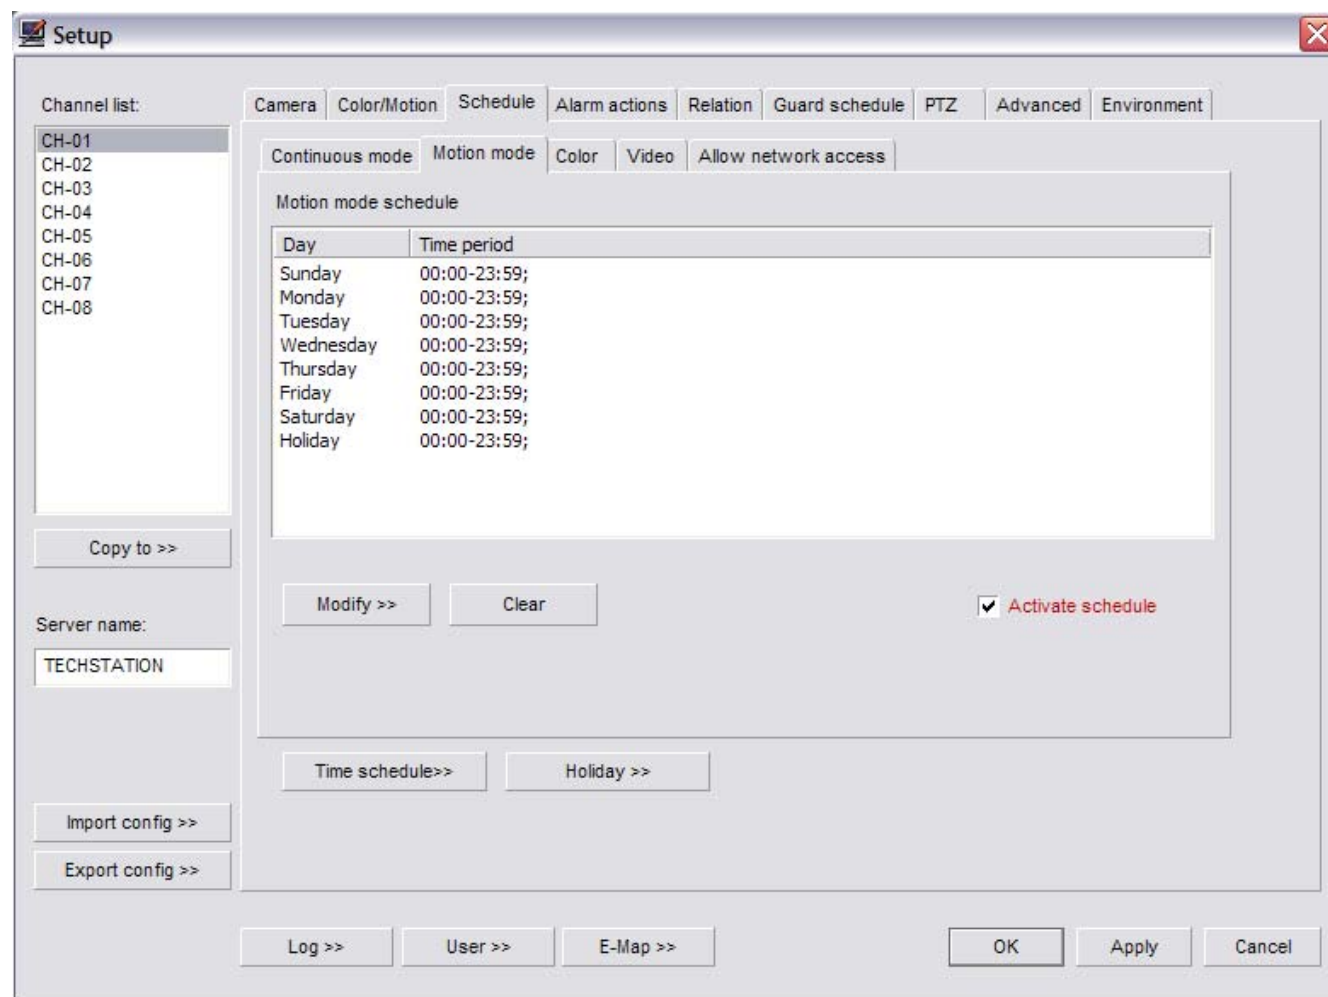 Setup
Channel list:
CH-01
CH-02
CH-03
CH-04
CH-05
CH-06
CH-07
CH-08
Copy to >>
Server name:
TECHSTATION
Import config >>
Export config >>
Camera Color/Motion Schedule Alarm actions Relation Guard schedule PTZ Advanced Environment
Continuous mode Motion mode Color Video Allow network access
Motion mode schedule
Day Time period
Sunday 00:00-23:59;
Monday 00:00-23:59;
Tuesday 00:00-23:59;
Wednesday 00:00-23:59;
Thursday 00:00-23:59;
Friday 00:00-23:59;
Saturday 00:00-23:59;
Holiday 00:00-23:59;
Modify >> Clear Activate schedule
Time schedule>> Holiday >>
Log >> User >> E-Map >> OK Apply Cancel